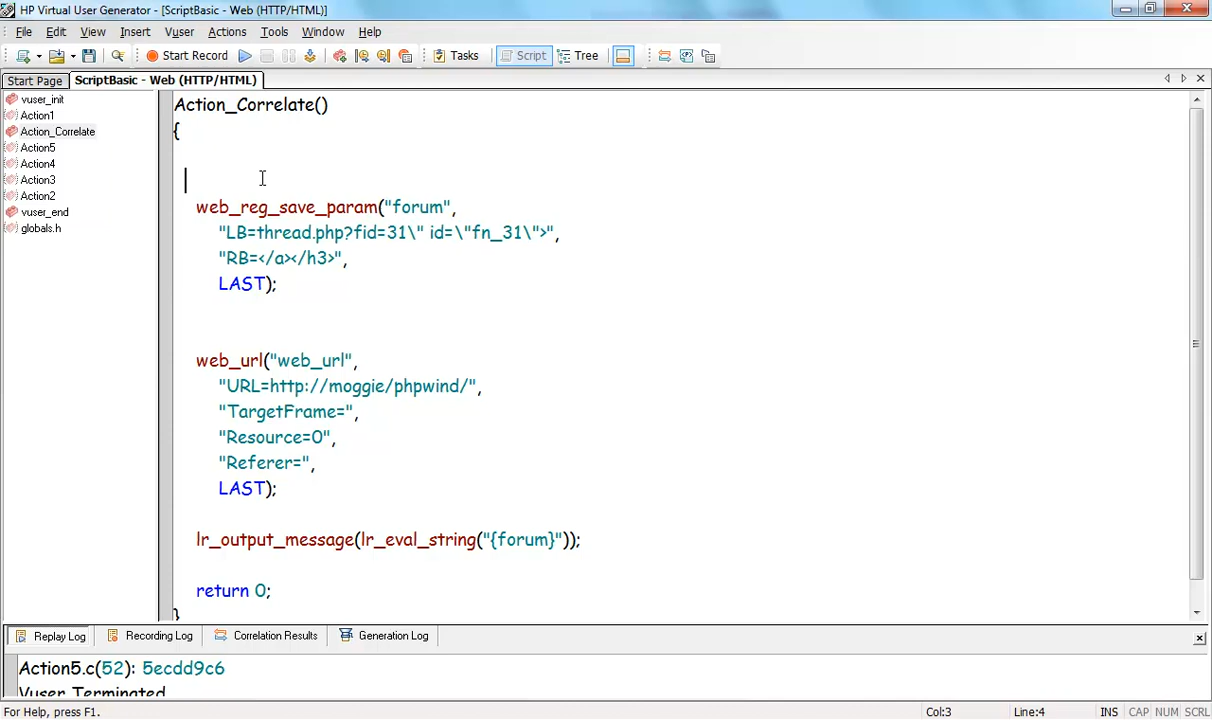 HP Virtual User Generator - [ScriptBasic - Web (HTTP/HTML)]
File Edit View Insert Vuser Actions Tools Window Help
Start Record Tasks Script Tree
Start Page ScriptBasic - Web (HTTP/HTML)
vuser_init
Action1
Action_Correlate
Action5
Action4
Action3
Action2
vuser_end
globals.h
Action_Correlate()
{
web_reg_save_param("forum",
"LB=thread.php?fid=31\" id=\"fn_31\">",
"RB=</a></h3>",
LAST);
web_url("web_url",
"URL=http://moggie/phpwind/",
"TargetFrame=",
"Resource=0",
"Referer=",
LAST);
lr_output_message(lr_eval_string("{forum}"));
return 0;
}
Replay Log Recording Log Correlation Results Generation Log
Action5.c(52): 5ecdd9c6
Vuser Terminated
For Help, press F1. Col:3 Line:4 INS CAP NUM SCRL